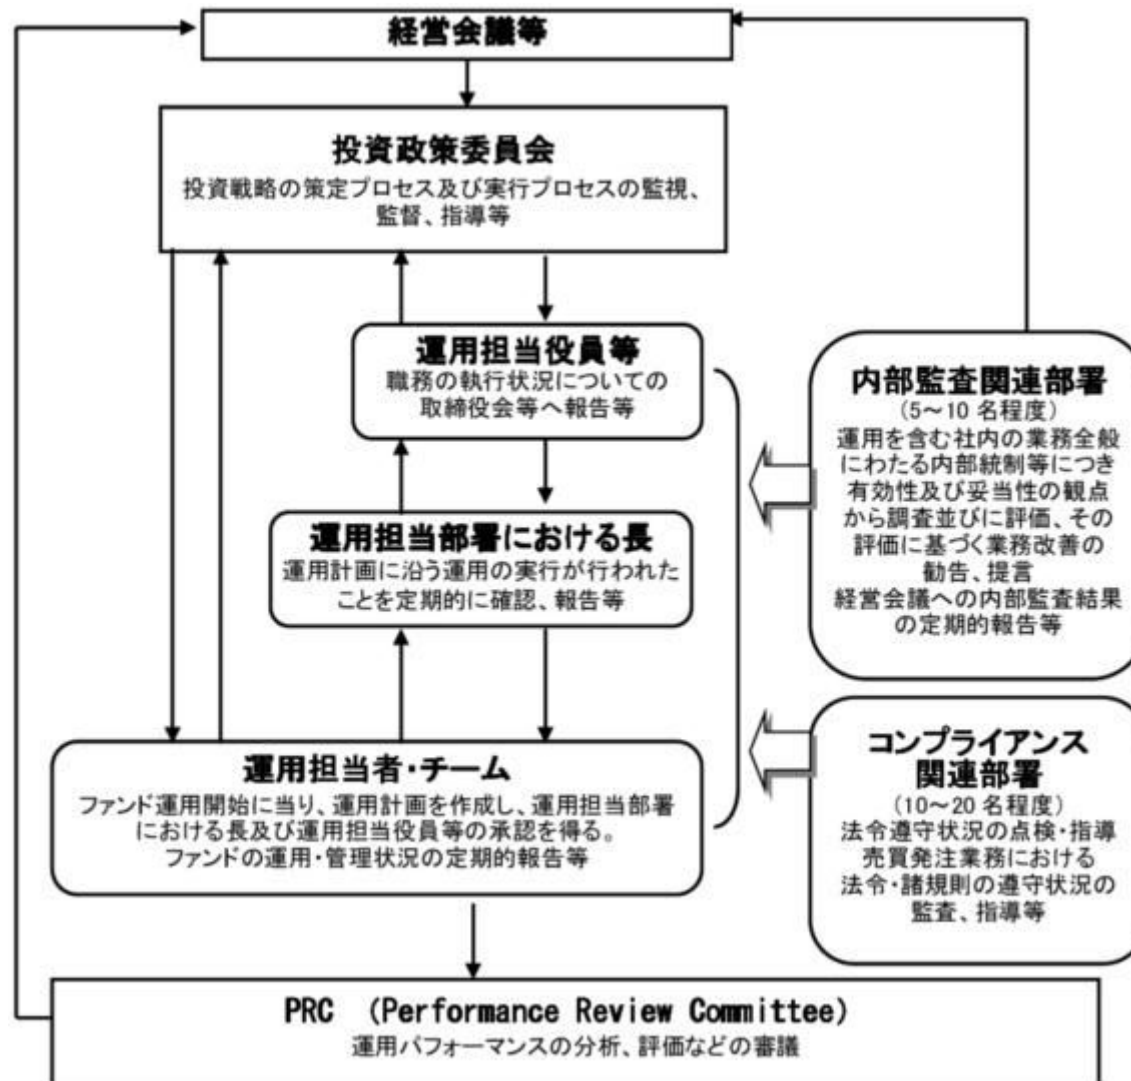 経営会議等
投資政策委員会
投資戦略の策定プロセス及び実行プロセスの監視、
監督、指導等
運用担当役員等
職務の執行状況についての
取締役会等へ報告等
運用担当部署における長
運用計画に沿う運用の実行が行われた
ことを定期的に確認、報告等
運用担当者・チーム
ファンド運用開始に当り、運用計画を作成し、運用担当部署
における長及び運用担当役員等の承認を得る。
ファンドの運用・管理状況の定期的報告等
内部監査関連部署
(5～10 名程度)
運用を含む社内の業務全般
にわたる内部統制等につき
有効性及び妥当性の観点
から調査並びに評価、その
評価に基づく業務改善の
勧告、提言
経営会議への内部監査結果
の定期的報告等
コンプライアンス
関連部署
(10～20 名程度)
法令遵守状況の点検・指導
売買発注業務における
法令・諸規則の遵守状況の
監査、指導等
PRC (Performance Review Committee)
運用パフォーマンスの分析、評価などの審議